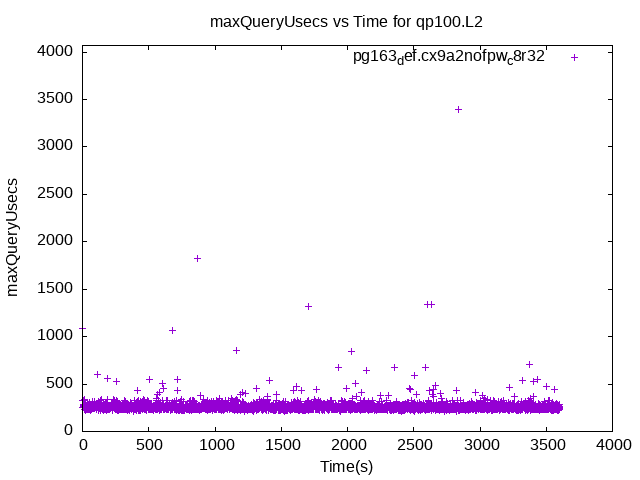 maxQueryUsecs vs Time for qp100.L2
pg163def.cx9a2nofpwc8r32
4000
3500
3000
2500
2000
1500
1000
500
0
maxQueryUsecs
0 500 1000 1500 2000 2500 3000 3500 4000
Time(s)